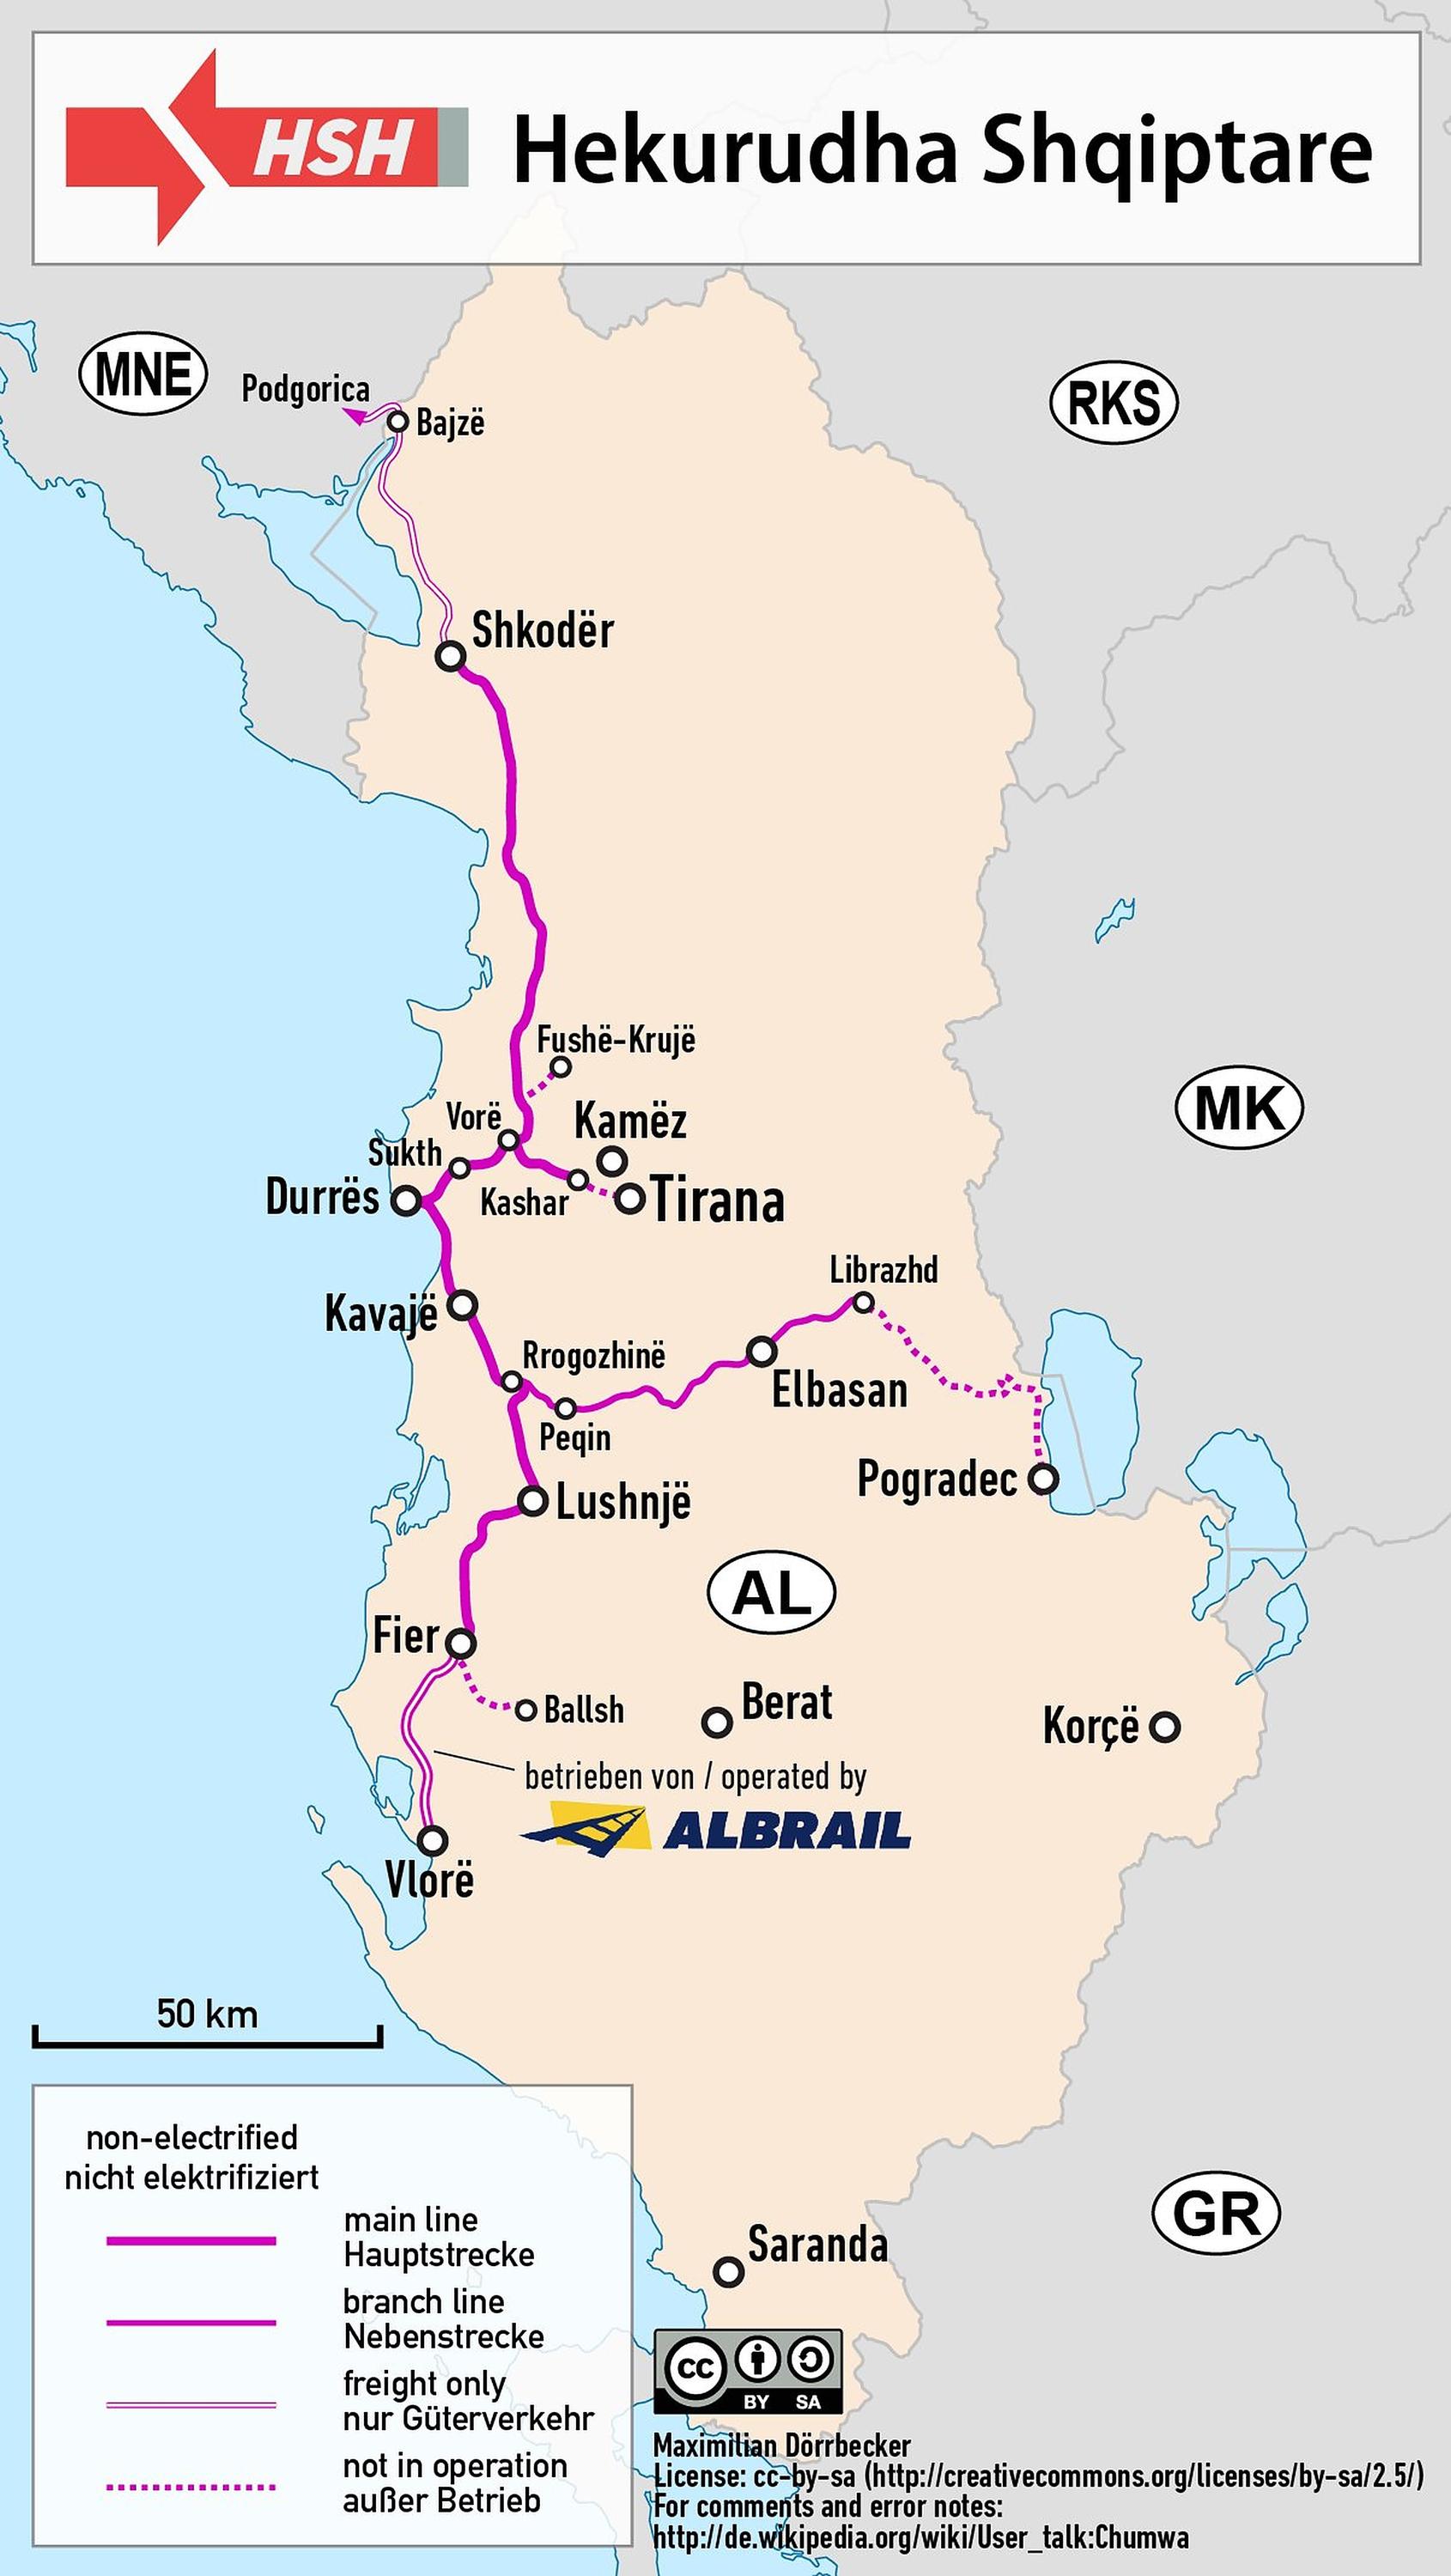 HSH Hekurudha Shqiptare
MNE
Podgorica
Bajzë
RKS
Shkodër
Fushë-Krujë
Vorë
Kamëz
MK
Sukth
Durrës
Kashar
Tirana
Librazhd
Kavajë
Rrogozhinë
Elbasan
Peqin
Pogradec
Lushnjë
AL
Fier
Ballsh
Berat
Korçë
betrieben von / operated by
ALBRAIL
Vlorë
50 km
non-electrified
nicht elektrifiziert
main line
Hauptstrecke
branch line
Nebenstrecke
freight only
nur Güterverkehr
not in operation
außer Betrieb
GR
Saranda
cc
BY SA
Maximilian Dörrbecker
License: cc-by-sa (http://creativecommons.org/licenses/by-sa/2.5/)
For comments and error notes:
http://de.wikipedia.org/wiki/User_talk:Chumwa